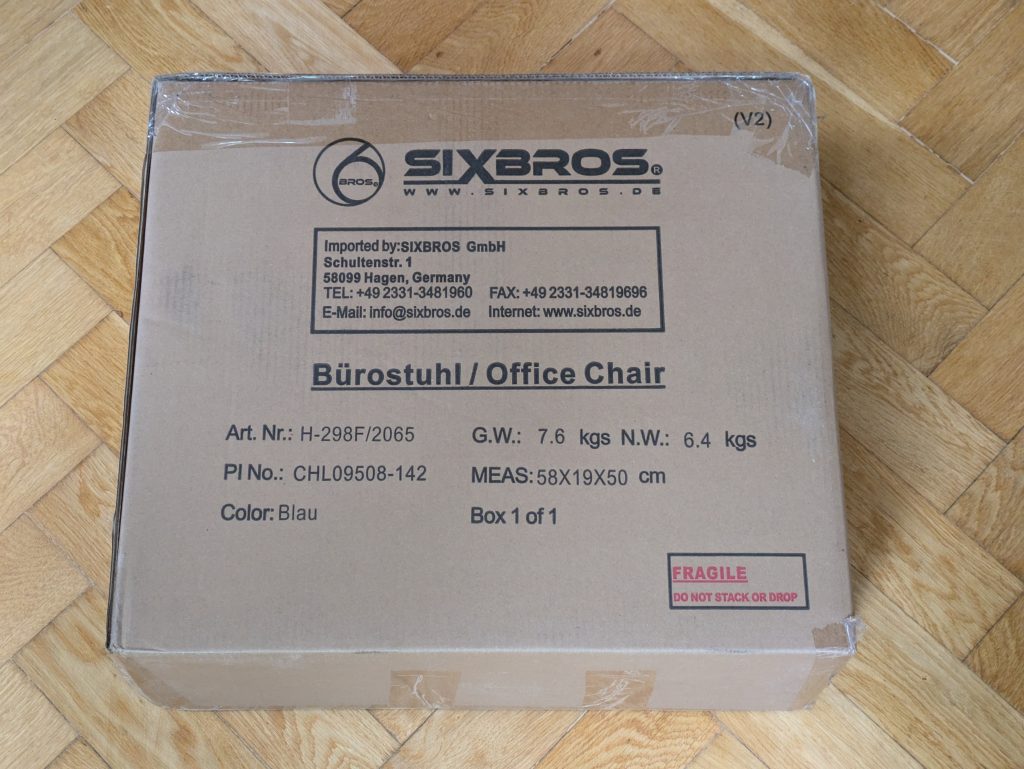 (V2)
6 BROS® SIXBROS®
WWW.SIXBROS.DE
Imported by:SIXBROS GmbH
Schultenstr. 1
58099 Hagen, Germany
TEL: +49 2331-3481960 FAX: +49 2331-34819696
E-Mail: info@sixbros.de Internet: www.sixbros.de
Bürostuhl / Office Chair
Art. Nr.: H-298F/2065 G.W.: 7.6 kgs N.W.: 6.4 kgs
PI No.: CHL09508-142 MEAS: 58X19X50 cm
Color: Blau Box 1 of 1
FRAGILE
DO NOT STACK OR DROP